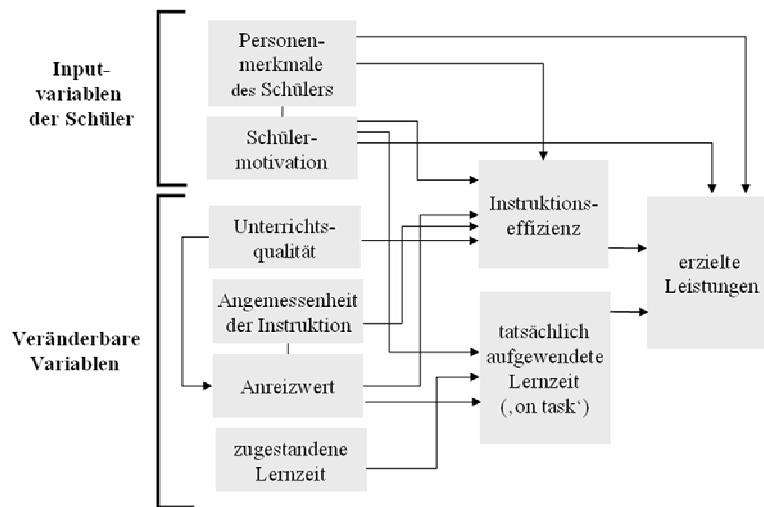 Input-
variablen
der Schüler
Personen-
merkmale
des Schülers
Schüler-
motivation
Veränderbare
Variablen
Unterrichts-
qualität
Angemessenheit
der Instruktion
Anreizwert
zugestandene
Lernzeit
Instruktions-
effizienz
tatsächlich
aufgewendete
Lernzeit
(‚on task‘)
erzielte
Leistungen